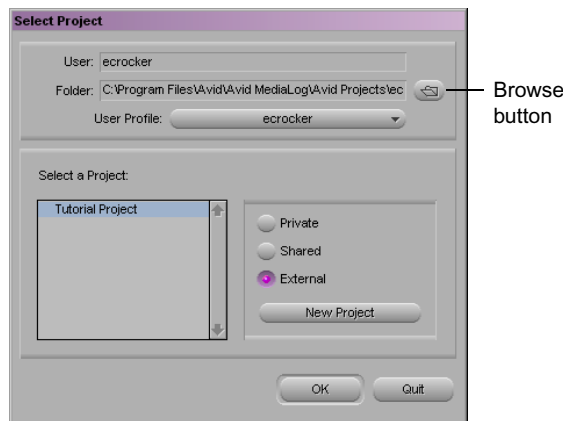 Select Project
User: ecrocker
Folder: C:\Program Files\Avid\Avid MediaLog\Avid Projects\ec
Browse button
User Profile: ecrocker
Select a Project:
Tutorial Project
Private
Shared
External
New Project
OK
Quit